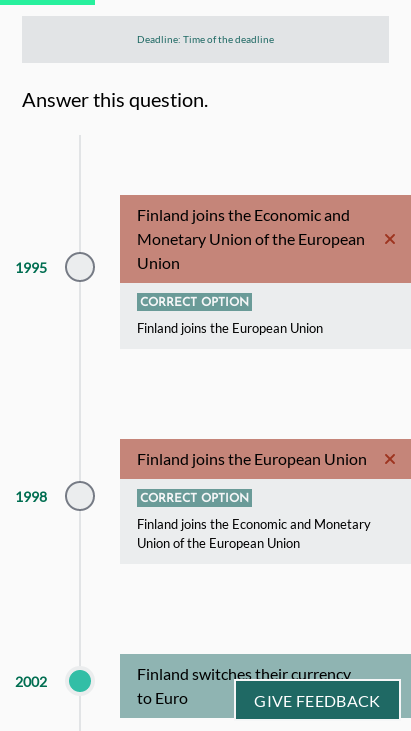 Deadline: Time of the deadline
Answer this question.
Finland joins the Economic and
Monetary Union of the European
Union
1995
CORRECT OPTION
Finland joins the European Union
Finland joins the European Union
1998
CORRECT OPTION
Finland joins the Economic and Monetary
Union of the European Union
2002
Finland switches their currency
to Euro
GIVE FEEDBACK